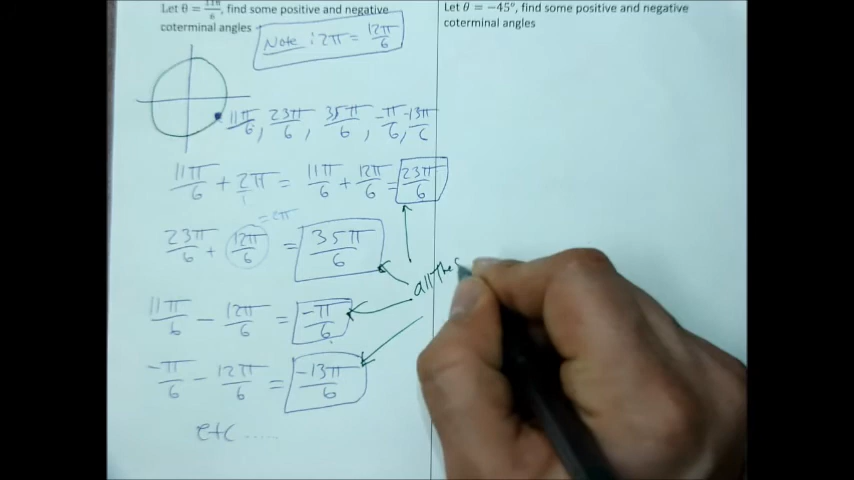 Let θ = 11π/6, find some positive and negative
coterminal angles
Note: 2π = 12π/6
11π/6, 23π/6, 35π/6, -π/6, -13π/6
11π/6 + 2π/1 = 11π/6 + 12π/6 = 23π/6
= 2π
23π/6 + 12π/6 = 35π/6
11π/6 - 12π/6 = -π/6
-π/6 - 12π/6 = -13π/6
etc.....
all the s
Let θ = -45°, find some positive and negative
coterminal angles